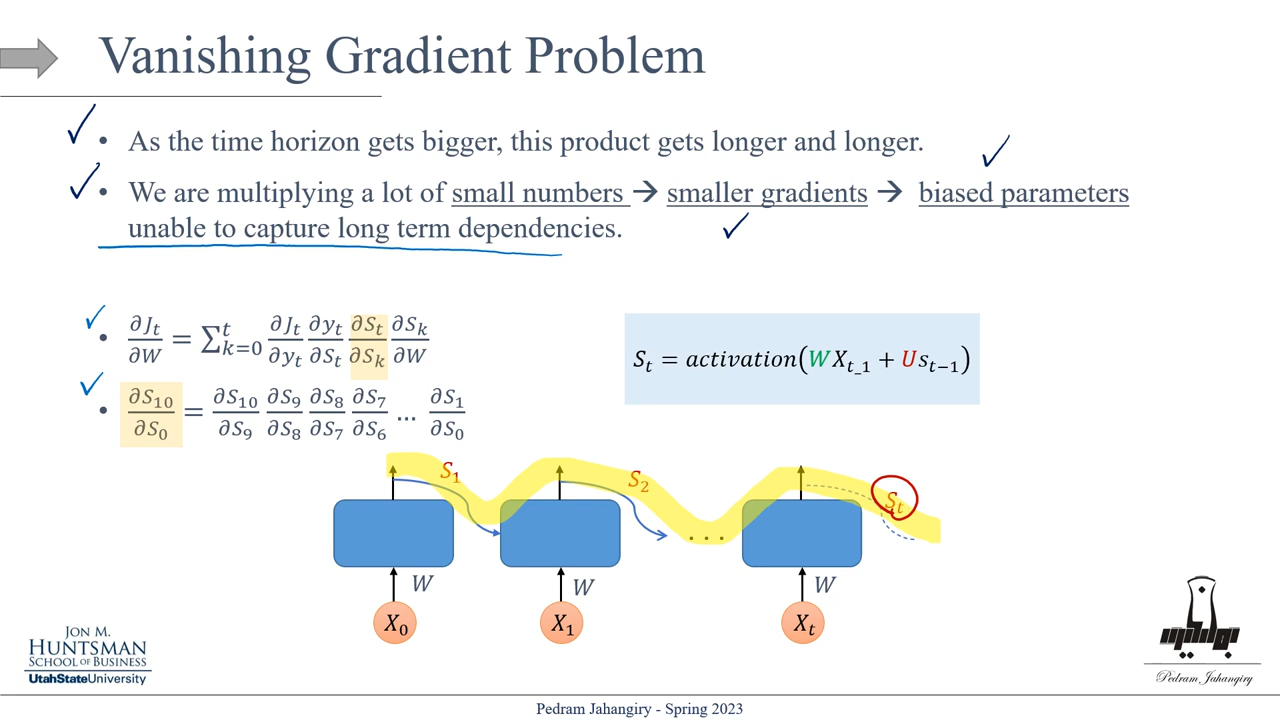 Vanishing Gradient Problem
• As the time horizon gets bigger, this product gets longer and longer.
• We are multiplying a lot of small numbers → smaller gradients → biased parameters
unable to capture long term dependencies.
• ∂J_t/∂W = ∑_{k=0}^{t} ∂J_t/∂y_t ∂y_t/∂S_t ∂S_t/∂S_k ∂S_k/∂W
S_t = activation(WX_{t_1} + Us_{t−1})
• ∂S_10/∂S_0 = ∂S_10/∂S_9 ∂S_9/∂S_8 ∂S_8/∂S_7 ∂S_7/∂S_6 … ∂S_1/∂S_0
S_1 S_2 S_t
. . .
W W W
X_0 X_1 X_t
JON M.
HUNTSMAN
SCHOOL OF BUSINESS
UtahStateUniversity
Pedram Jahangiry
Pedram Jahangiry - Spring 2023